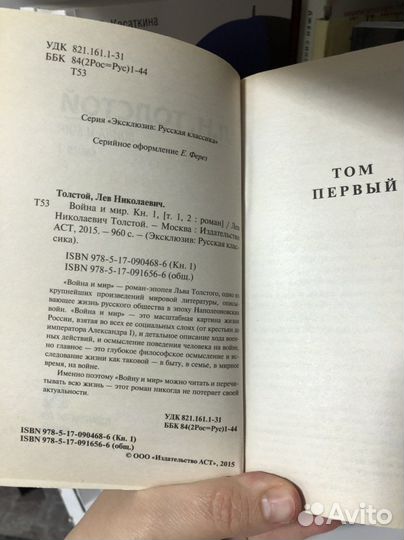 УДК 821.161.1-31
ББК 84(2Рос=Рус)1-44
Т53
Серия «Эксклюзив: Русская классика»
Серийное оформление Е. Ферез
Толстой, Лев Николаевич.
Т53 Война и мир. Кн. 1, [т. 1, 2 : роман] / Лев
Николаевич Толстой. – Москва : Издательство
АСТ, 2015. – 960 с. – (Эксклюзив: Русская клас-
сика).
ISBN 978-5-17-090468-6 (Кн. 1)
ISBN 978-5-17-091656-6 (общ.)
«Война и мир» – роман-эпопея Льва Толстого, одно из
крупнейших произведений мировой литературы, описы-
вающее жизнь русского общества в эпоху Наполеоновских
войн. «Война и мир» – это масштабная картина жизни
России, взятая во всех ее социальных слоях (от крестьян до
императора Александра I), и детальное описание хода воен-
ных действий, и осмысление поведения человека на войне,
но главное – это глубокое философское осмысление и ис-
следование жизни как таковой – в быту, в семье, в мирное
время, на войне.
Именно поэтому «Войну и мир» можно читать и перечи-
тывать всю жизнь – этот роман никогда не потеряет своей
актуальности.
УДК 821.161.1-31
ББК 84(2Рос=Рус)1-44
ISBN 978-5-17-090468-6 (Кн. 1)
ISBN 978-5-17-091656-6 (общ.)
© ООО «Издательство АСТ», 2015
ТОМ
ПЕРВЫЙ
Avito